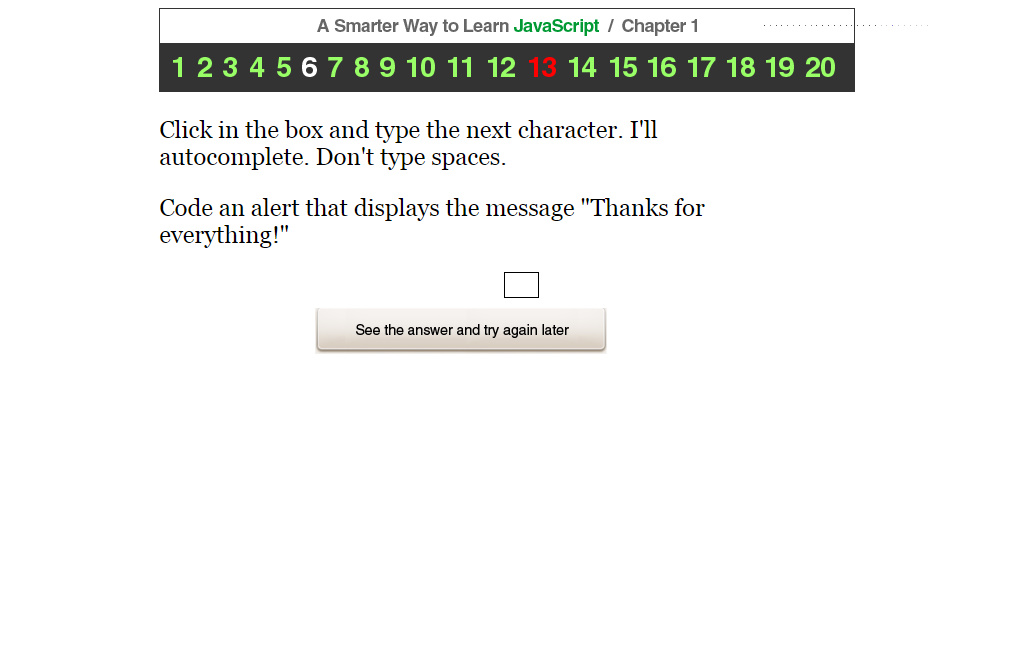 A Smarter Way to Learn JavaScript / Chapter 1
1 2 3 4 5 6 7 8 9 10 11 12 13 14 15 16 17 18 19 20
Click in the box and type the next character. I'll
autocomplete. Don't type spaces.
Code an alert that displays the message "Thanks for
everything!"
See the answer and try again later